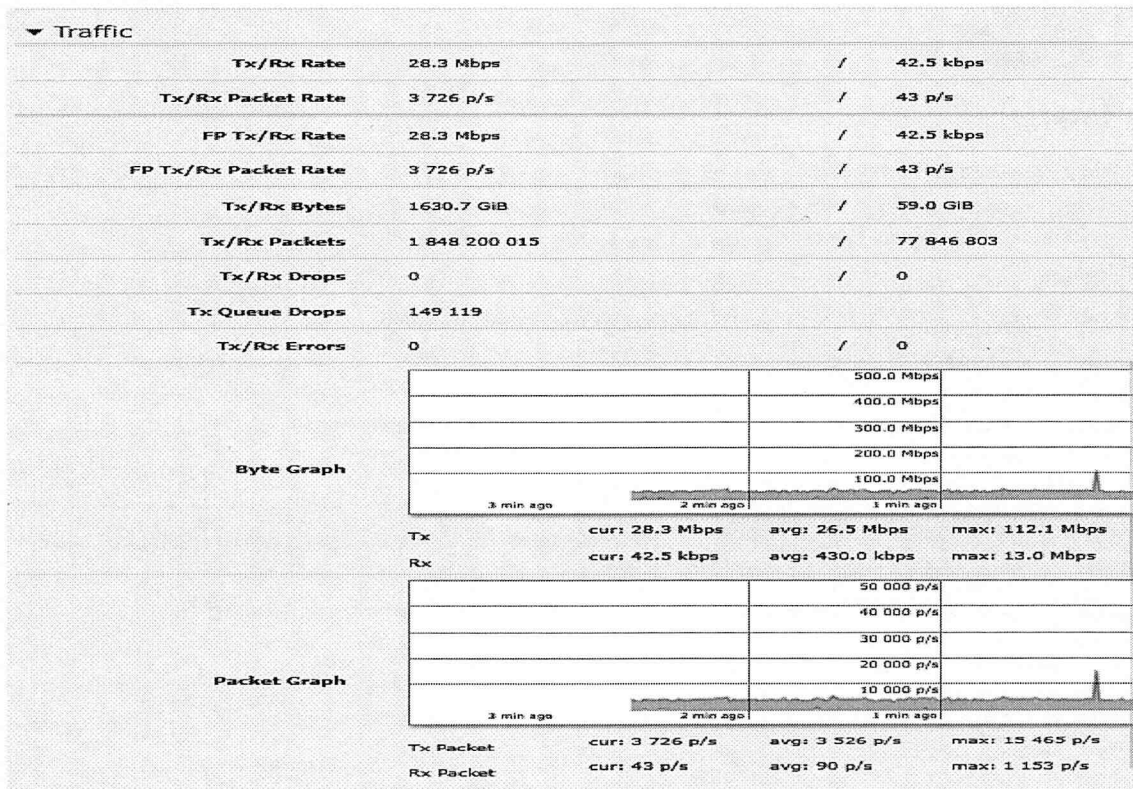 Traffic
Tx/Rx Rate 28.3 Mbps / 42.5 kbps
Tx/Rx Packet Rate 3 726 p/s / 43 p/s
FP Tx/Rx Rate 28.3 Mbps / 42.5 kbps
FP Tx/Rx Packet Rate 3 726 p/s / 43 p/s
Tx/Rx Bytes 1630.7 GiB / 59.0 GiB
Tx/Rx Packets 1 848 200 015 / 77 846 803
Tx/Rx Drops 0 / 0
Tx Queue Drops 149 119
Tx/Rx Errors 0 / 0
500.0 Mbps
400.0 Mbps
300.0 Mbps
200.0 Mbps
Byte Graph
100.0 Mbps
3 min ago 2 min ago 1 min ago
Tx cur: 28.3 Mbps avg: 26.5 Mbps max: 112.1 Mbps
Rx cur: 42.5 kbps avg: 430.0 kbps max: 13.0 Mbps
50 000 p/s
40 000 p/s
30 000 p/s
20 000 p/s
Packet Graph
10 000 p/s
3 min ago 2 min ago 1 min ago
Tx Packet cur: 3 726 p/s avg: 3 526 p/s max: 15 465 p/s
Rx Packet cur: 43 p/s avg: 90 p/s max: 1 153 p/s